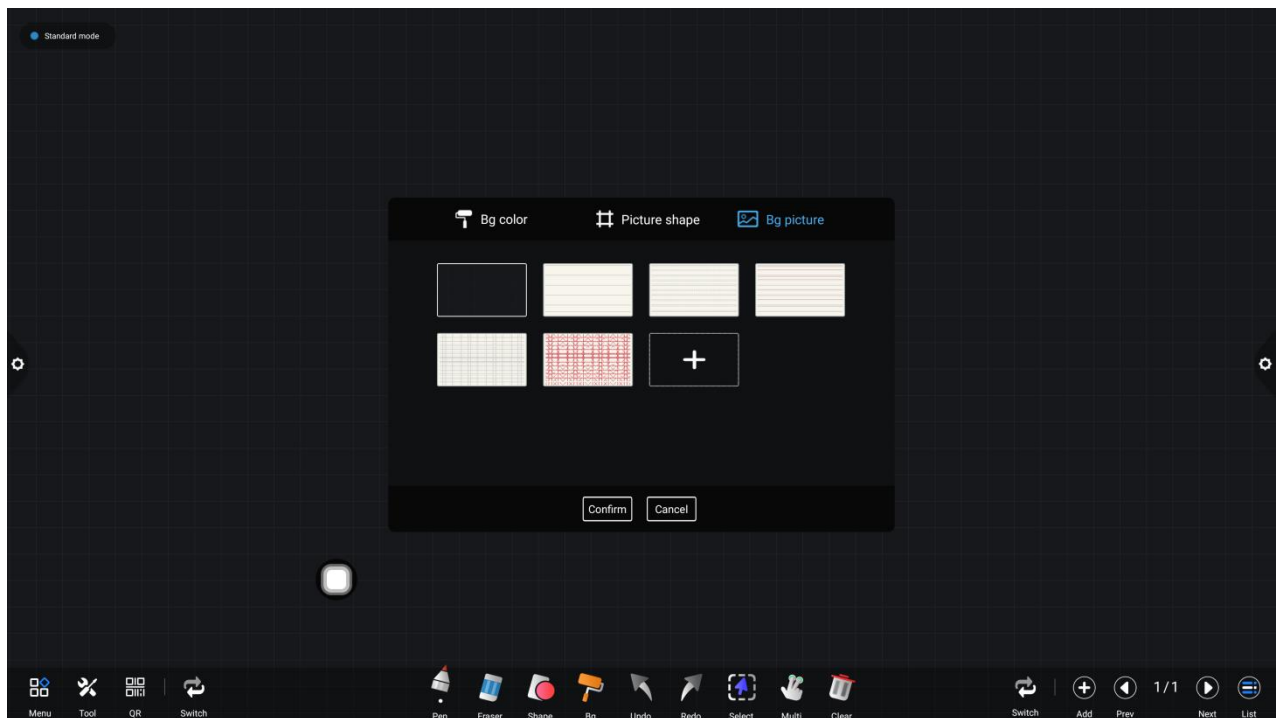 Standard mode
Bg color Picture shape Bg picture
Confirm Cancel
Menu Tool QR Switch Pen Eraser Shape Bg Undo Redo Select Multi Clear Switch Add Prev 1/1 Next List